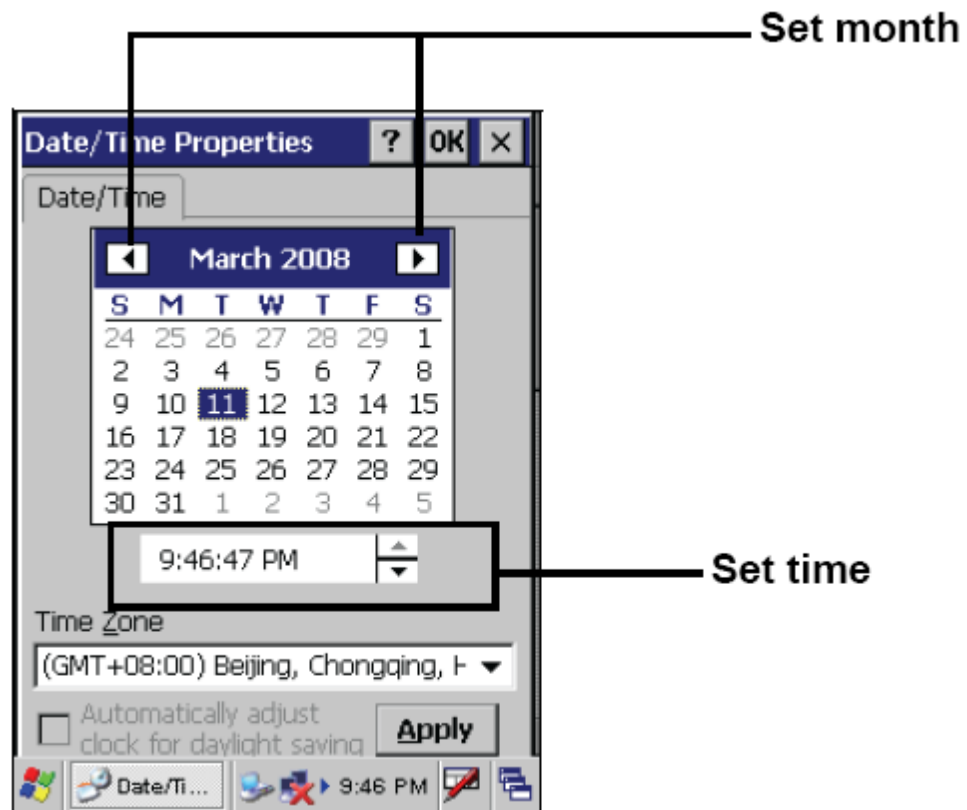 Set month
Date/Time Properties ? OK ×
Date/Time
March 2008
S M T W T F S
24 25 26 27 28 29 1
2 3 4 5 6 7 8
9 10 11 12 13 14 15
16 17 18 19 20 21 22
23 24 25 26 27 28 29
30 31 1 2 3 4 5
9:46:47 PM
Set time
Time Zone
(GMT+08:00) Beijing, Chongqing, H
Automatically adjust
clock for daylight saving
Apply
Date/Ti... 9:46 PM